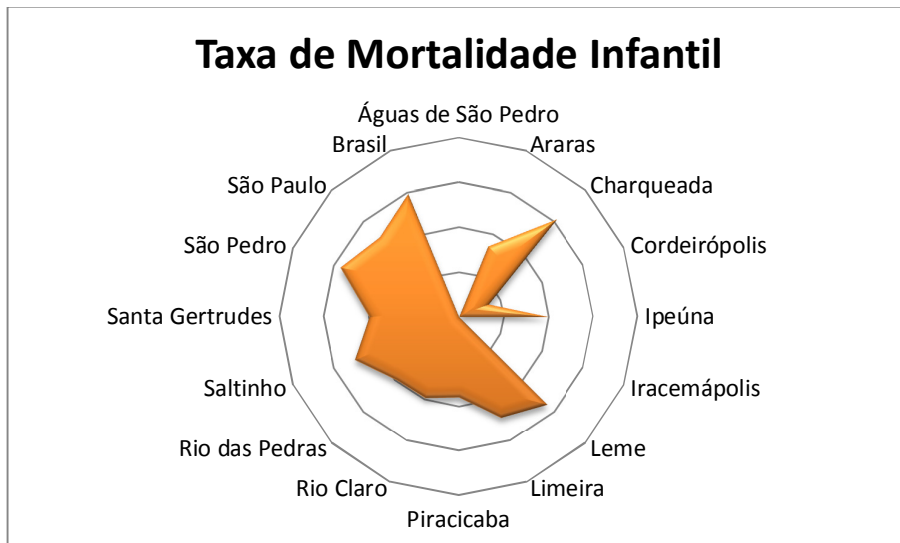 Taxa de Mortalidade Infantil
Águas de São Pedro
Brasil
Araras
São Paulo
Charqueada
São Pedro
Cordeirópolis
Santa Gertrudes
Ipeúna
Saltinho
Iracemápolis
Rio das Pedras
Leme
Rio Claro
Limeira
Piracicaba